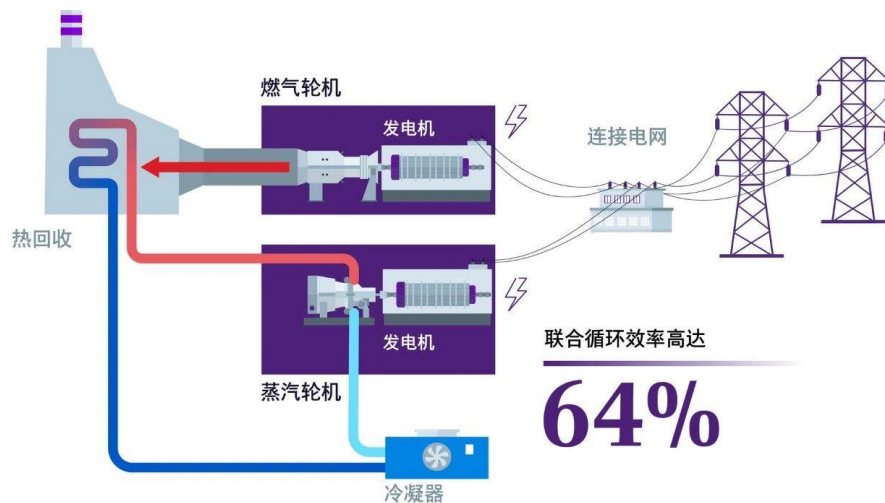 燃气轮机
发电机
连接电网
热回收
发电机
联合循环效率高达
64%
蒸汽轮机
冷凝器